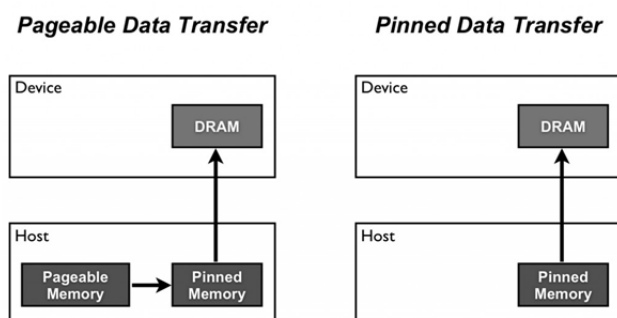 Pageable Data Transfer
Device
DRAM
Host
Pageable
Memory
Pinned
Memory
Pinned Data Transfer
Device
DRAM
Host
Pinned
Memory